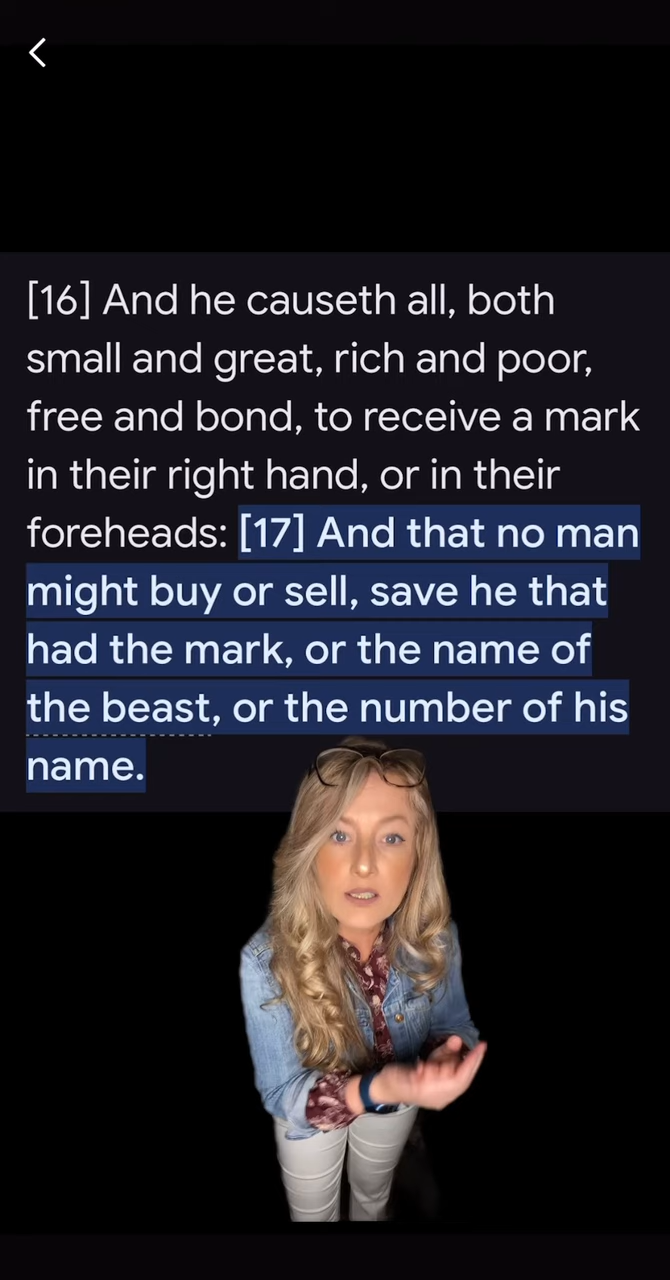 [16] And he causeth all, both
small and great, rich and poor,
free and bond, to receive a mark
in their right hand, or in their
foreheads: [17] And that no man
might buy or sell, save he that
had the mark, or the name of
the beast, or the number of his
name.